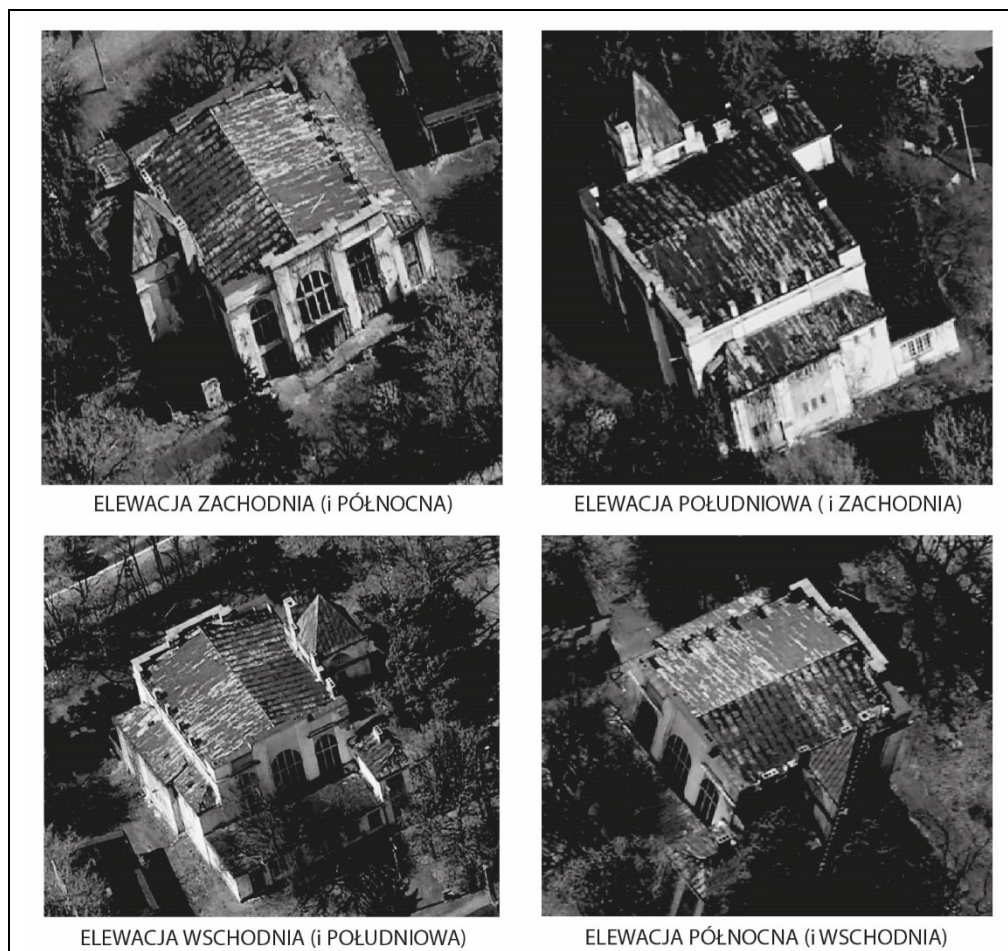 ELEWACJA ZACHODNIA (i PÓŁNOCNA)
ELEWACJA POŁUDNIOWA ( i ZACHODNIA)
ELEWACJA WSCHODNIA (i POŁUDNIOWA)
ELEWACJA PÓŁNOCNA (i WSCHODNIA)